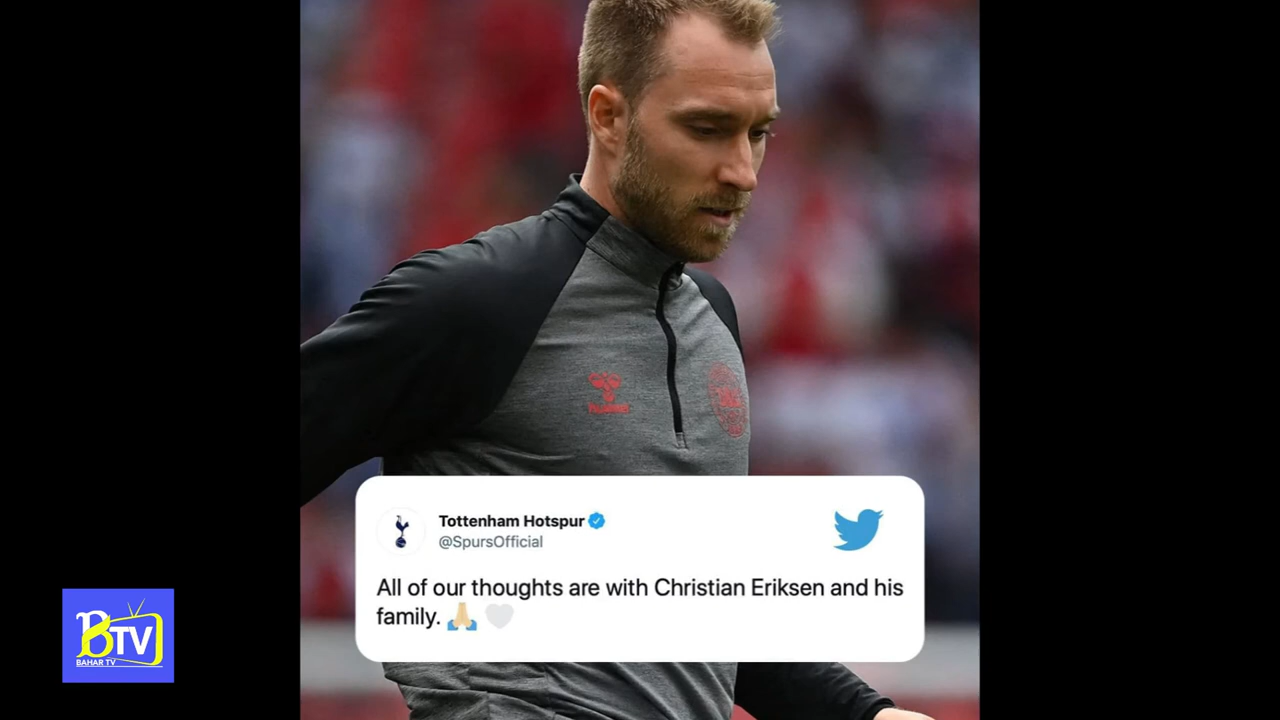 hummel
Tottenham Hotspur
@SpursOfficial
All of our thoughts are with Christian Eriksen and his
family. 🙏🏼 🤍
BTV
BAHAR TV